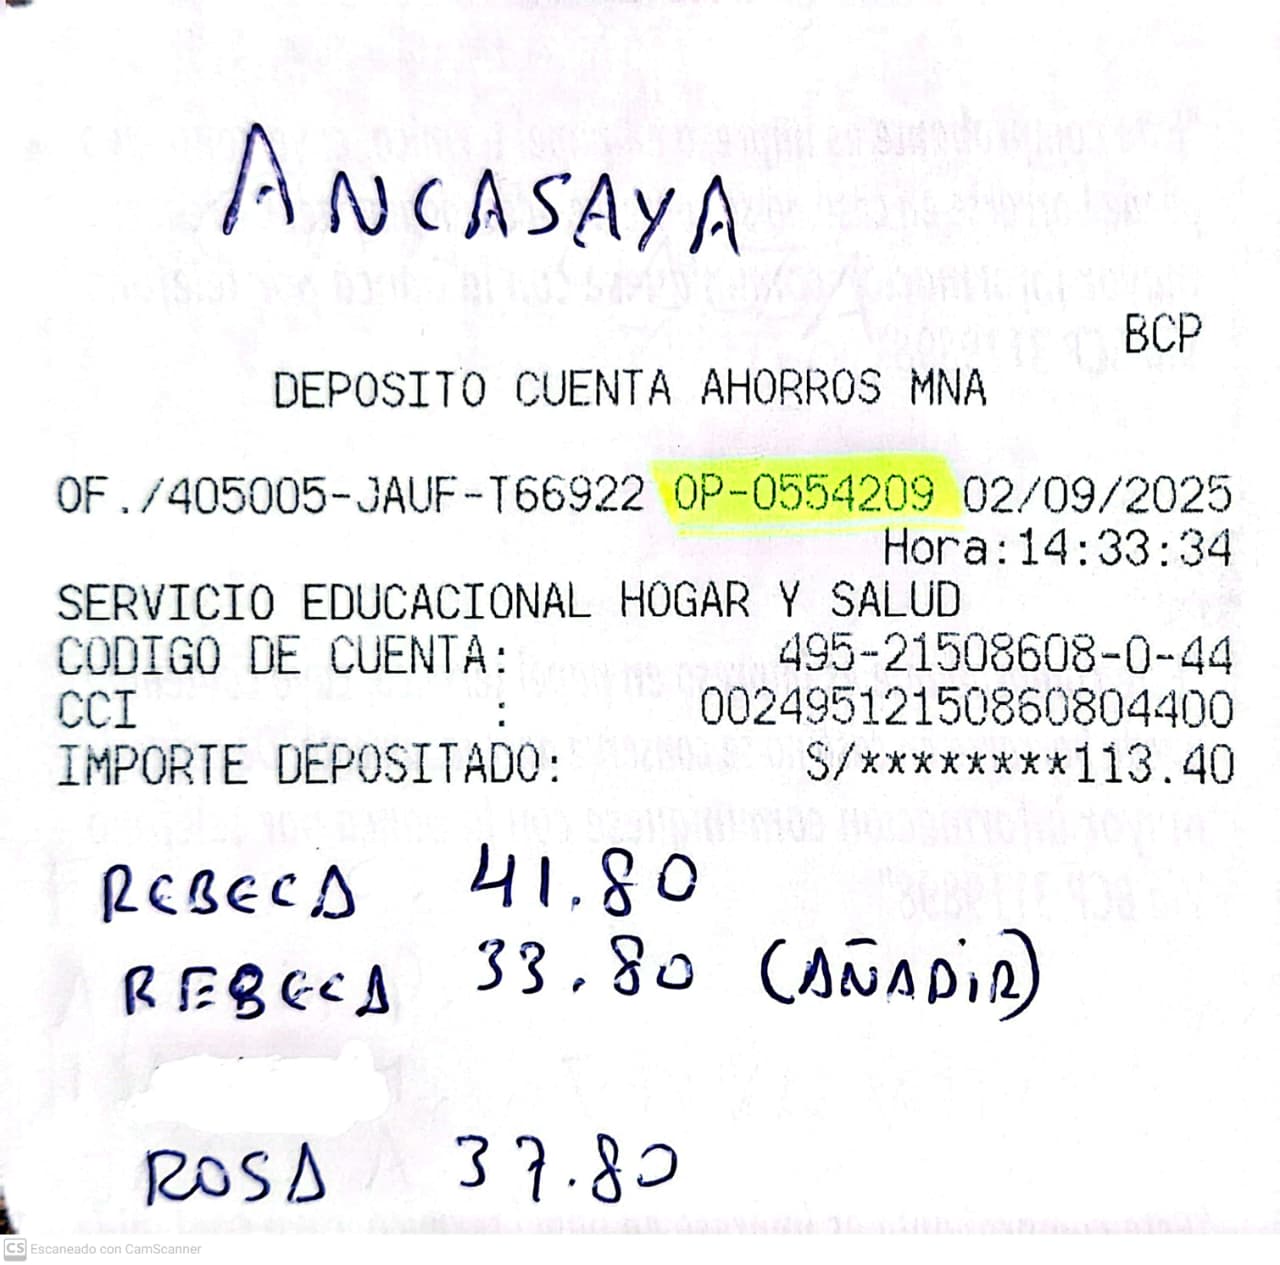 ANCASAYA
BCP
DEPOSITO CUENTA AHORROS MNA
OF./405005-JAUF-T66922 OP-0554209 02/09/2025
Hora:14:33:34
SERVICIO EDUCACIONAL HOGAR Y SALUD
CODIGO DE CUENTA: 495-21508608-0-44
CCI : 00249512150860804400
IMPORTE DEPOSITADO: S/********113.40
REBECA 41.80
REBECA 33.80 (AÑADIR)
ROSA 37.80
CS Escaneado con CamScanner